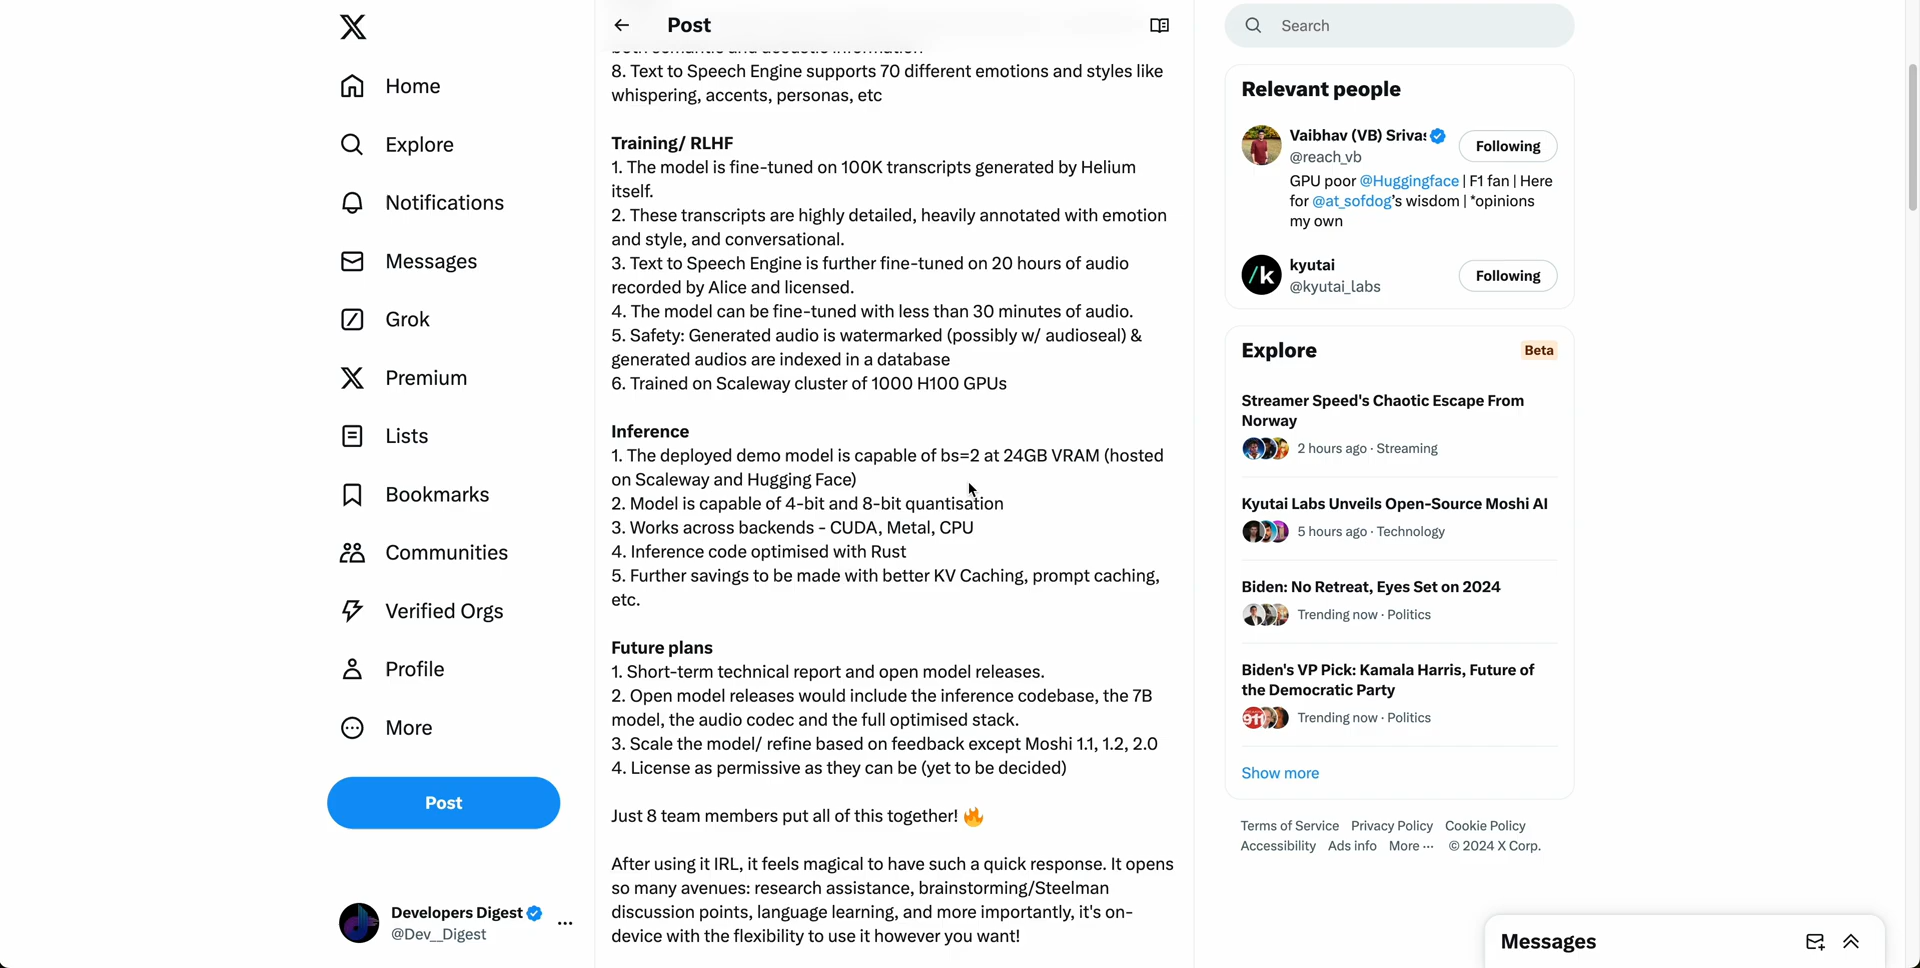 Home
Explore
Notifications
Messages
Grok
Premium
Lists
Bookmarks
Communities
Verified Orgs
Profile
More
Post
Developers Digest
@Dev__Digest
Post
both semantic and acoustic information
8. Text to Speech Engine supports 70 different emotions and styles like
whispering, accents, personas, etc
Training/ RLHF
1. The model is fine-tuned on 100K transcripts generated by Helium
itself.
2. These transcripts are highly detailed, heavily annotated with emotion
and style, and conversational.
3. Text to Speech Engine is further fine-tuned on 20 hours of audio
recorded by Alice and licensed.
4. The model can be fine-tuned with less than 30 minutes of audio.
5. Safety: Generated audio is watermarked (possibly w/ audioseal) &
generated audios are indexed in a database
6. Trained on Scaleway cluster of 1000 H100 GPUs
Inference
1. The deployed demo model is capable of bs=2 at 24GB VRAM (hosted
on Scaleway and Hugging Face)
2. Model is capable of 4-bit and 8-bit quantisation
3. Works across backends - CUDA, Metal, CPU
4. Inference code optimised with Rust
5. Further savings to be made with better KV Caching, prompt caching,
etc.
Future plans
1. Short-term technical report and open model releases.
2. Open model releases would include the inference codebase, the 7B
model, the audio codec and the full optimised stack.
3. Scale the model/ refine based on feedback except Moshi 1.1, 1.2, 2.0
4. License as permissive as they can be (yet to be decided)
Just 8 team members put all of this together! 🔥
After using it IRL, it feels magical to have such a quick response. It opens
so many avenues: research assistance, brainstorming/Steelman
discussion points, language learning, and more importantly, it's on-
device with the flexibility to use it however you want!
Search
Relevant people
Vaibhav (VB) Srivas
@reach_vb
Following
GPU poor @Huggingface | F1 fan | Here
for @at_sofdog's wisdom | *opinions
my own
kyutai
@kyutai_labs
Following
Explore
Beta
Streamer Speed's Chaotic Escape From
Norway
2 hours ago · Streaming
Kyutai Labs Unveils Open-Source Moshi AI
5 hours ago · Technology
Biden: No Retreat, Eyes Set on 2024
Trending now · Politics
Biden's VP Pick: Kamala Harris, Future of
the Democratic Party
911
Trending now · Politics
Show more
Terms of Service Privacy Policy Cookie Policy
Accessibility Ads info More ··· © 2024 X Corp.
Messages